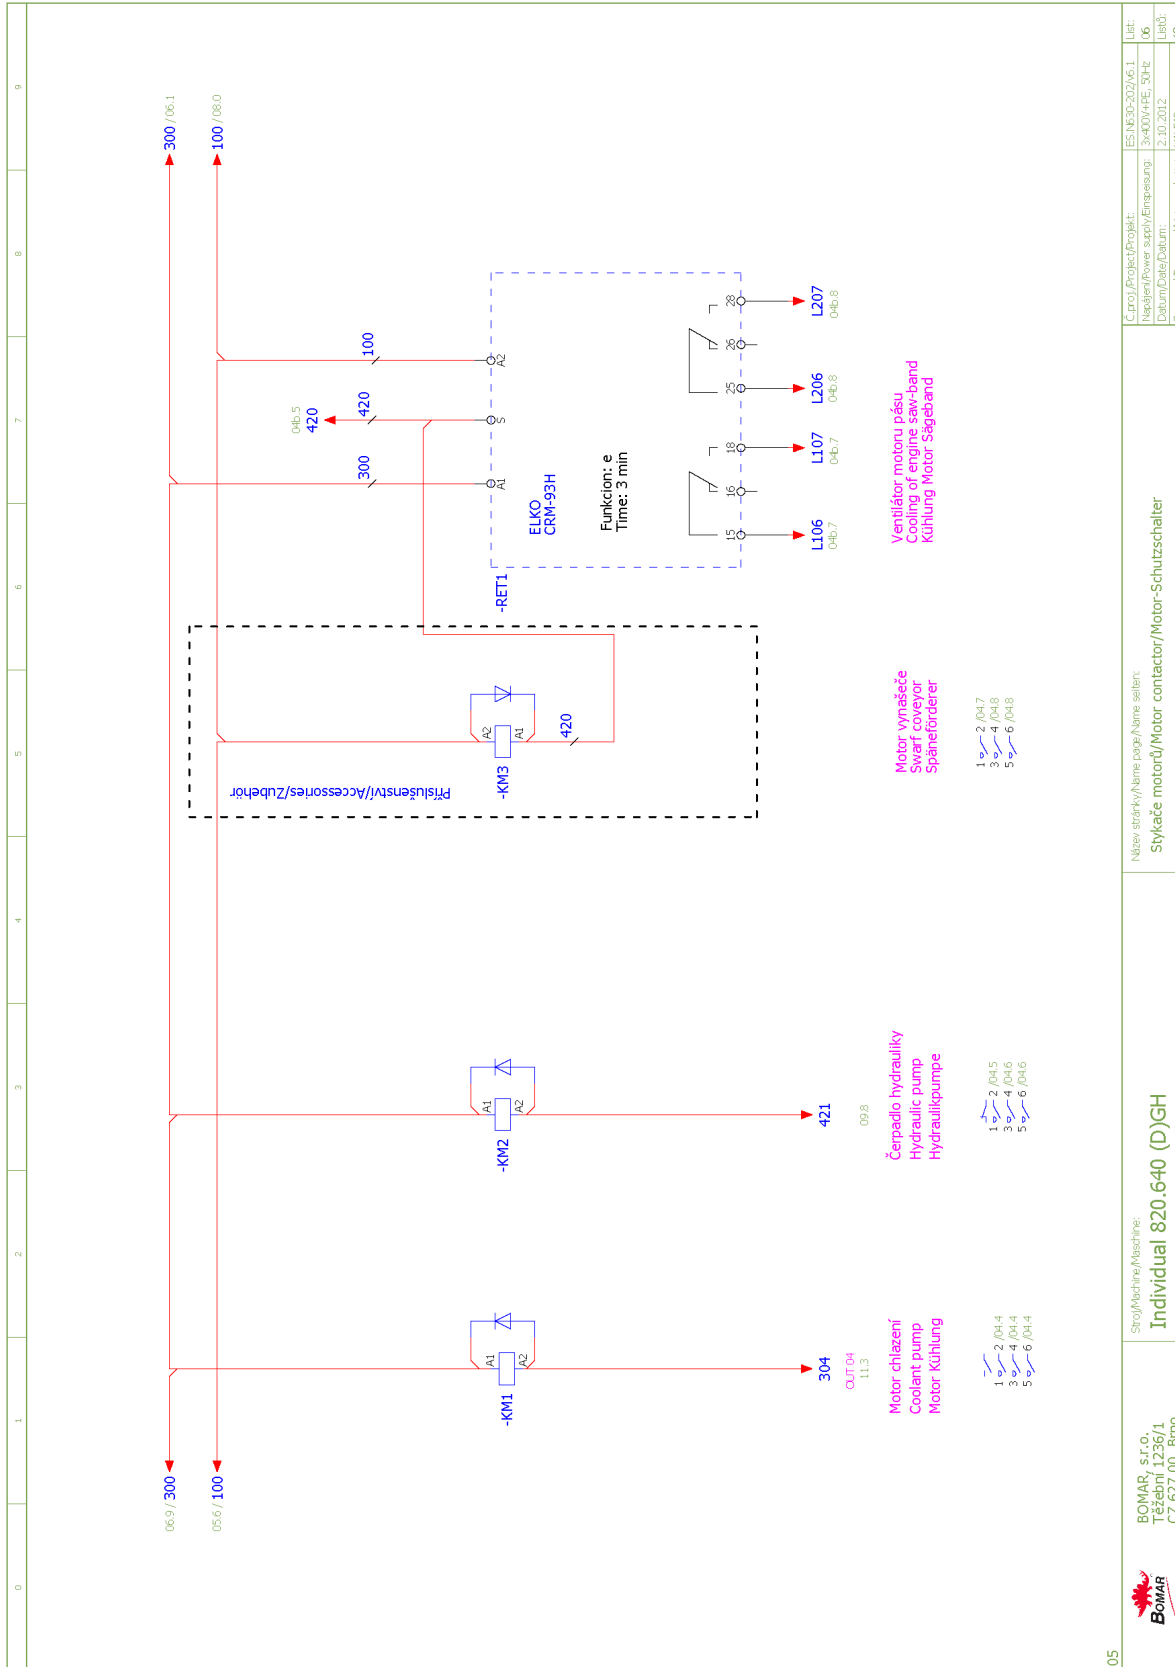 0
1
2
3
4
5
6
7
8
9
06.9 / 300
05.6 / 100
300 / 06.1
100 / 08.0
-KM1
A1
A2
304
OUT 04
11.3
Motor chlazení
Coolant pump
Motor Kühlung
1 2 /04.4
3 4 /04.4
5 6 /04.4
-KM2
A1
A2
421
09.8
Čerpadlo hydrauliky
Hydraulic pump
Hydraulikpumpe
1 2 /04.5
3 4 /04.6
5 6 /04.6
Příslušenství/Accessories/Zubehör
-KM3
A2
A1
420
Motor vynašeče
Swarf coveyor
Späneförderer
1 2 /04.7
3 4 /04.8
5 6 /04.8
04b.5
420
300
420
100
A1
S
A2
-RET1
ELKO
CRM-93H
Funkcion: e
Time: 3 min
15
16
18
25
26
28
L106
04b.7
L107
04b.7
L206
04b.8
L207
04b.8
Ventilátor motoru pásu
Cooling of engine saw-band
Kühlung Motor Sägeband
05
BOMAR
BOMAR, s.r.o.
Těžební 1236/1
CZ 627 00 Brno
Stroj/Machine/Maschine:
Individual 820.640 (D)GH
Název stránky/Name page/Name seiten:
Stykače motorů/Motor contactor/Motor-Schutzschalter
Č.proj./Project/Projekt:
ES.N630-202/v6.1
Napájení/Power supply/Einspeisung:
3x400V+PE, 50Hz
Datum/Date/Datum:
2.10.2012
List:
06
Listů: